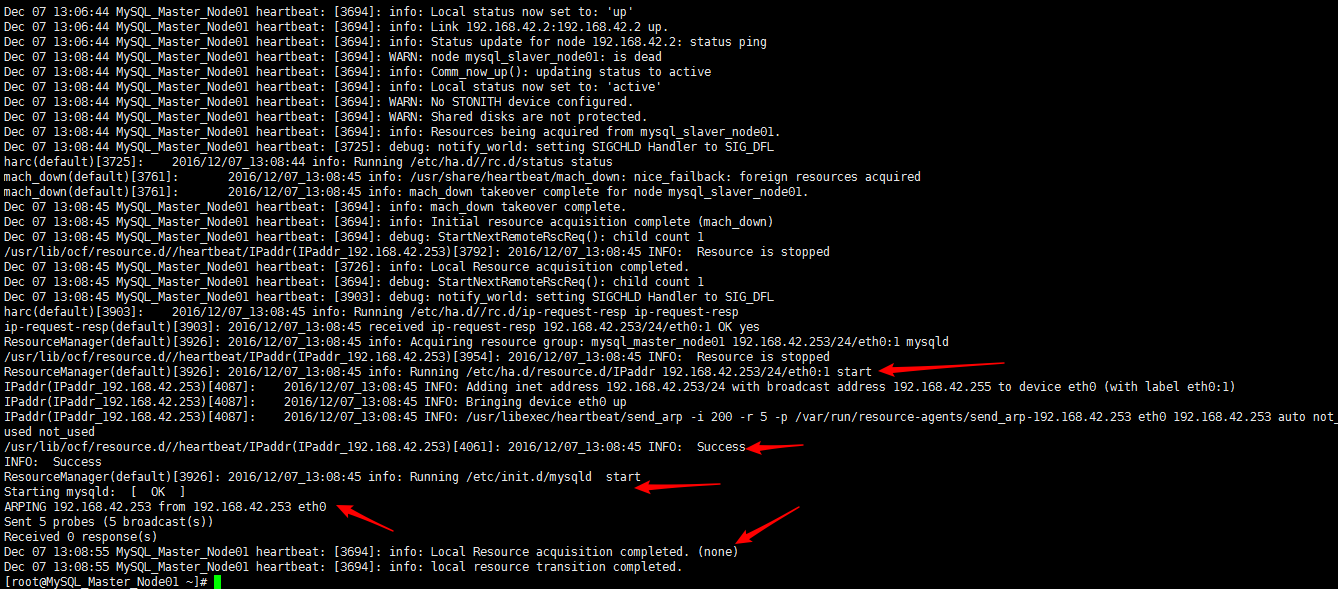 Dec 07 13:06:44 MySQL_Master_Node01 heartbeat: [3694]: info: Local status now set to: 'up'
Dec 07 13:06:44 MySQL_Master_Node01 heartbeat: [3694]: info: Link 192.168.42.2:192.168.42.2 up.
Dec 07 13:06:44 MySQL_Master_Node01 heartbeat: [3694]: info: Status update for node 192.168.42.2: status ping
Dec 07 13:08:44 MySQL_Master_Node01 heartbeat: [3694]: WARN: node mysql_slaver_node01: is dead
Dec 07 13:08:44 MySQL_Master_Node01 heartbeat: [3694]: info: Comm_now_up(): updating status to active
Dec 07 13:08:44 MySQL_Master_Node01 heartbeat: [3694]: info: Local status now set to: 'active'
Dec 07 13:08:44 MySQL_Master_Node01 heartbeat: [3694]: WARN: No STONITH device configured.
Dec 07 13:08:44 MySQL_Master_Node01 heartbeat: [3694]: WARN: Shared disks are not protected.
Dec 07 13:08:44 MySQL_Master_Node01 heartbeat: [3694]: info: Resources being acquired from mysql_slaver_node01.
Dec 07 13:08:44 MySQL_Master_Node01 heartbeat: [3725]: debug: notify_world: setting SIGCHLD Handler to SIG_DFL
harc(default)[3725]:    2016/12/07_13:08:44 info: Running /etc/ha.d//rc.d/status status
mach_down(default)[3761]:       2016/12/07_13:08:45 info: /usr/share/heartbeat/mach_down: nice_failback: foreign resources acquired
mach_down(default)[3761]:       2016/12/07_13:08:45 info: mach_down takeover complete for node mysql_slaver_node01.
Dec 07 13:08:45 MySQL_Master_Node01 heartbeat: [3694]: info: mach_down takeover complete.
Dec 07 13:08:45 MySQL_Master_Node01 heartbeat: [3694]: info: Initial resource acquisition complete (mach_down)
Dec 07 13:08:45 MySQL_Master_Node01 heartbeat: [3694]: debug: StartNextRemoteRscReq(): child count 1
/usr/lib/ocf/resource.d//heartbeat/IPaddr(IPaddr_192.168.42.253)[3792]: 2016/12/07_13:08:45 INFO:  Resource is stopped
Dec 07 13:08:45 MySQL_Master_Node01 heartbeat: [3726]: info: Local Resource acquisition completed.
Dec 07 13:08:45 MySQL_Master_Node01 heartbeat: [3694]: debug: StartNextRemoteRscReq(): child count 1
Dec 07 13:08:45 MySQL_Master_Node01 heartbeat: [3903]: debug: notify_world: setting SIGCHLD Handler to SIG_DFL
harc(default)[3903]:    2016/12/07_13:08:45 info: Running /etc/ha.d//rc.d/ip-request-resp ip-request-resp
ip-request-resp(default)[3903]: 2016/12/07_13:08:45 received ip-request-resp 192.168.42.253/24/eth0:1 OK yes
ResourceManager(default)[3926]: 2016/12/07_13:08:45 info: Acquiring resource group: mysql_master_node01 192.168.42.253/24/eth0:1 mysqld
/usr/lib/ocf/resource.d//heartbeat/IPaddr(IPaddr_192.168.42.253)[3954]: 2016/12/07_13:08:45 INFO:  Resource is stopped
ResourceManager(default)[3926]: 2016/12/07_13:08:45 info: Running /etc/ha.d/resource.d/IPaddr 192.168.42.253/24/eth0:1 start
IPaddr(IPaddr_192.168.42.253)[4087]:    2016/12/07_13:08:45 INFO: Adding inet address 192.168.42.253/24 with broadcast address 192.168.42.255 to device eth0 (with label eth0:1)
IPaddr(IPaddr_192.168.42.253)[4087]:    2016/12/07_13:08:45 INFO: Bringing device eth0 up
IPaddr(IPaddr_192.168.42.253)[4087]:    2016/12/07_13:08:45 INFO: /usr/libexec/heartbeat/send_arp -i 200 -r 5 -p /var/run/resource-agents/send_arp-192.168.42.253 eth0 192.168.42.253 auto not_
used not_used
/usr/lib/ocf/resource.d//heartbeat/IPaddr(IPaddr_192.168.42.253)[4061]: 2016/12/07_13:08:45 INFO:  Success
INFO:  Success
ResourceManager(default)[3926]: 2016/12/07_13:08:45 info: Running /etc/init.d/mysqld  start
Starting mysqld:  [  OK  ]
ARPING 192.168.42.253 from 192.168.42.253 eth0
Sent 5 probes (5 broadcast(s))
Received 0 response(s)
Dec 07 13:08:55 MySQL_Master_Node01 heartbeat: [3694]: info: Local Resource acquisition completed. (none)
Dec 07 13:08:55 MySQL_Master_Node01 heartbeat: [3694]: info: local resource transition completed.
[root@MySQL_Master_Node01 ~]#